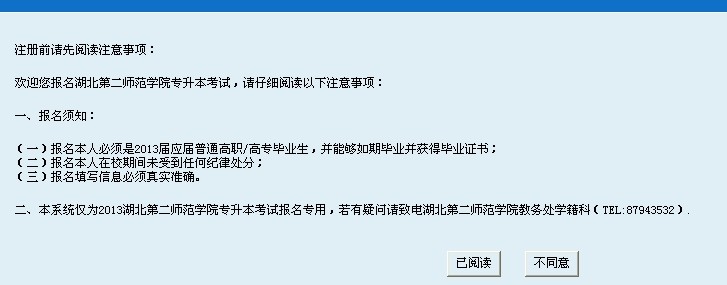 注册前请先阅读注意事项：
欢迎您报名湖北第二师范学院专升本考试，请仔细阅读以下注意事项：
一、报名须知：
（一）报名本人必须是2013届应届普通高职/高专毕业生，并能够如期毕业并获得毕业证书；
（二）报名本人在校期间未受到任何纪律处分；
（三）报名填写信息必须真实准确。
二、本系统仅为2013湖北第二师范学院专升本考试报名专用，若有疑问请致电湖北第二师范学院教务处学籍科（TEL:87943532）.
已阅读 不同意